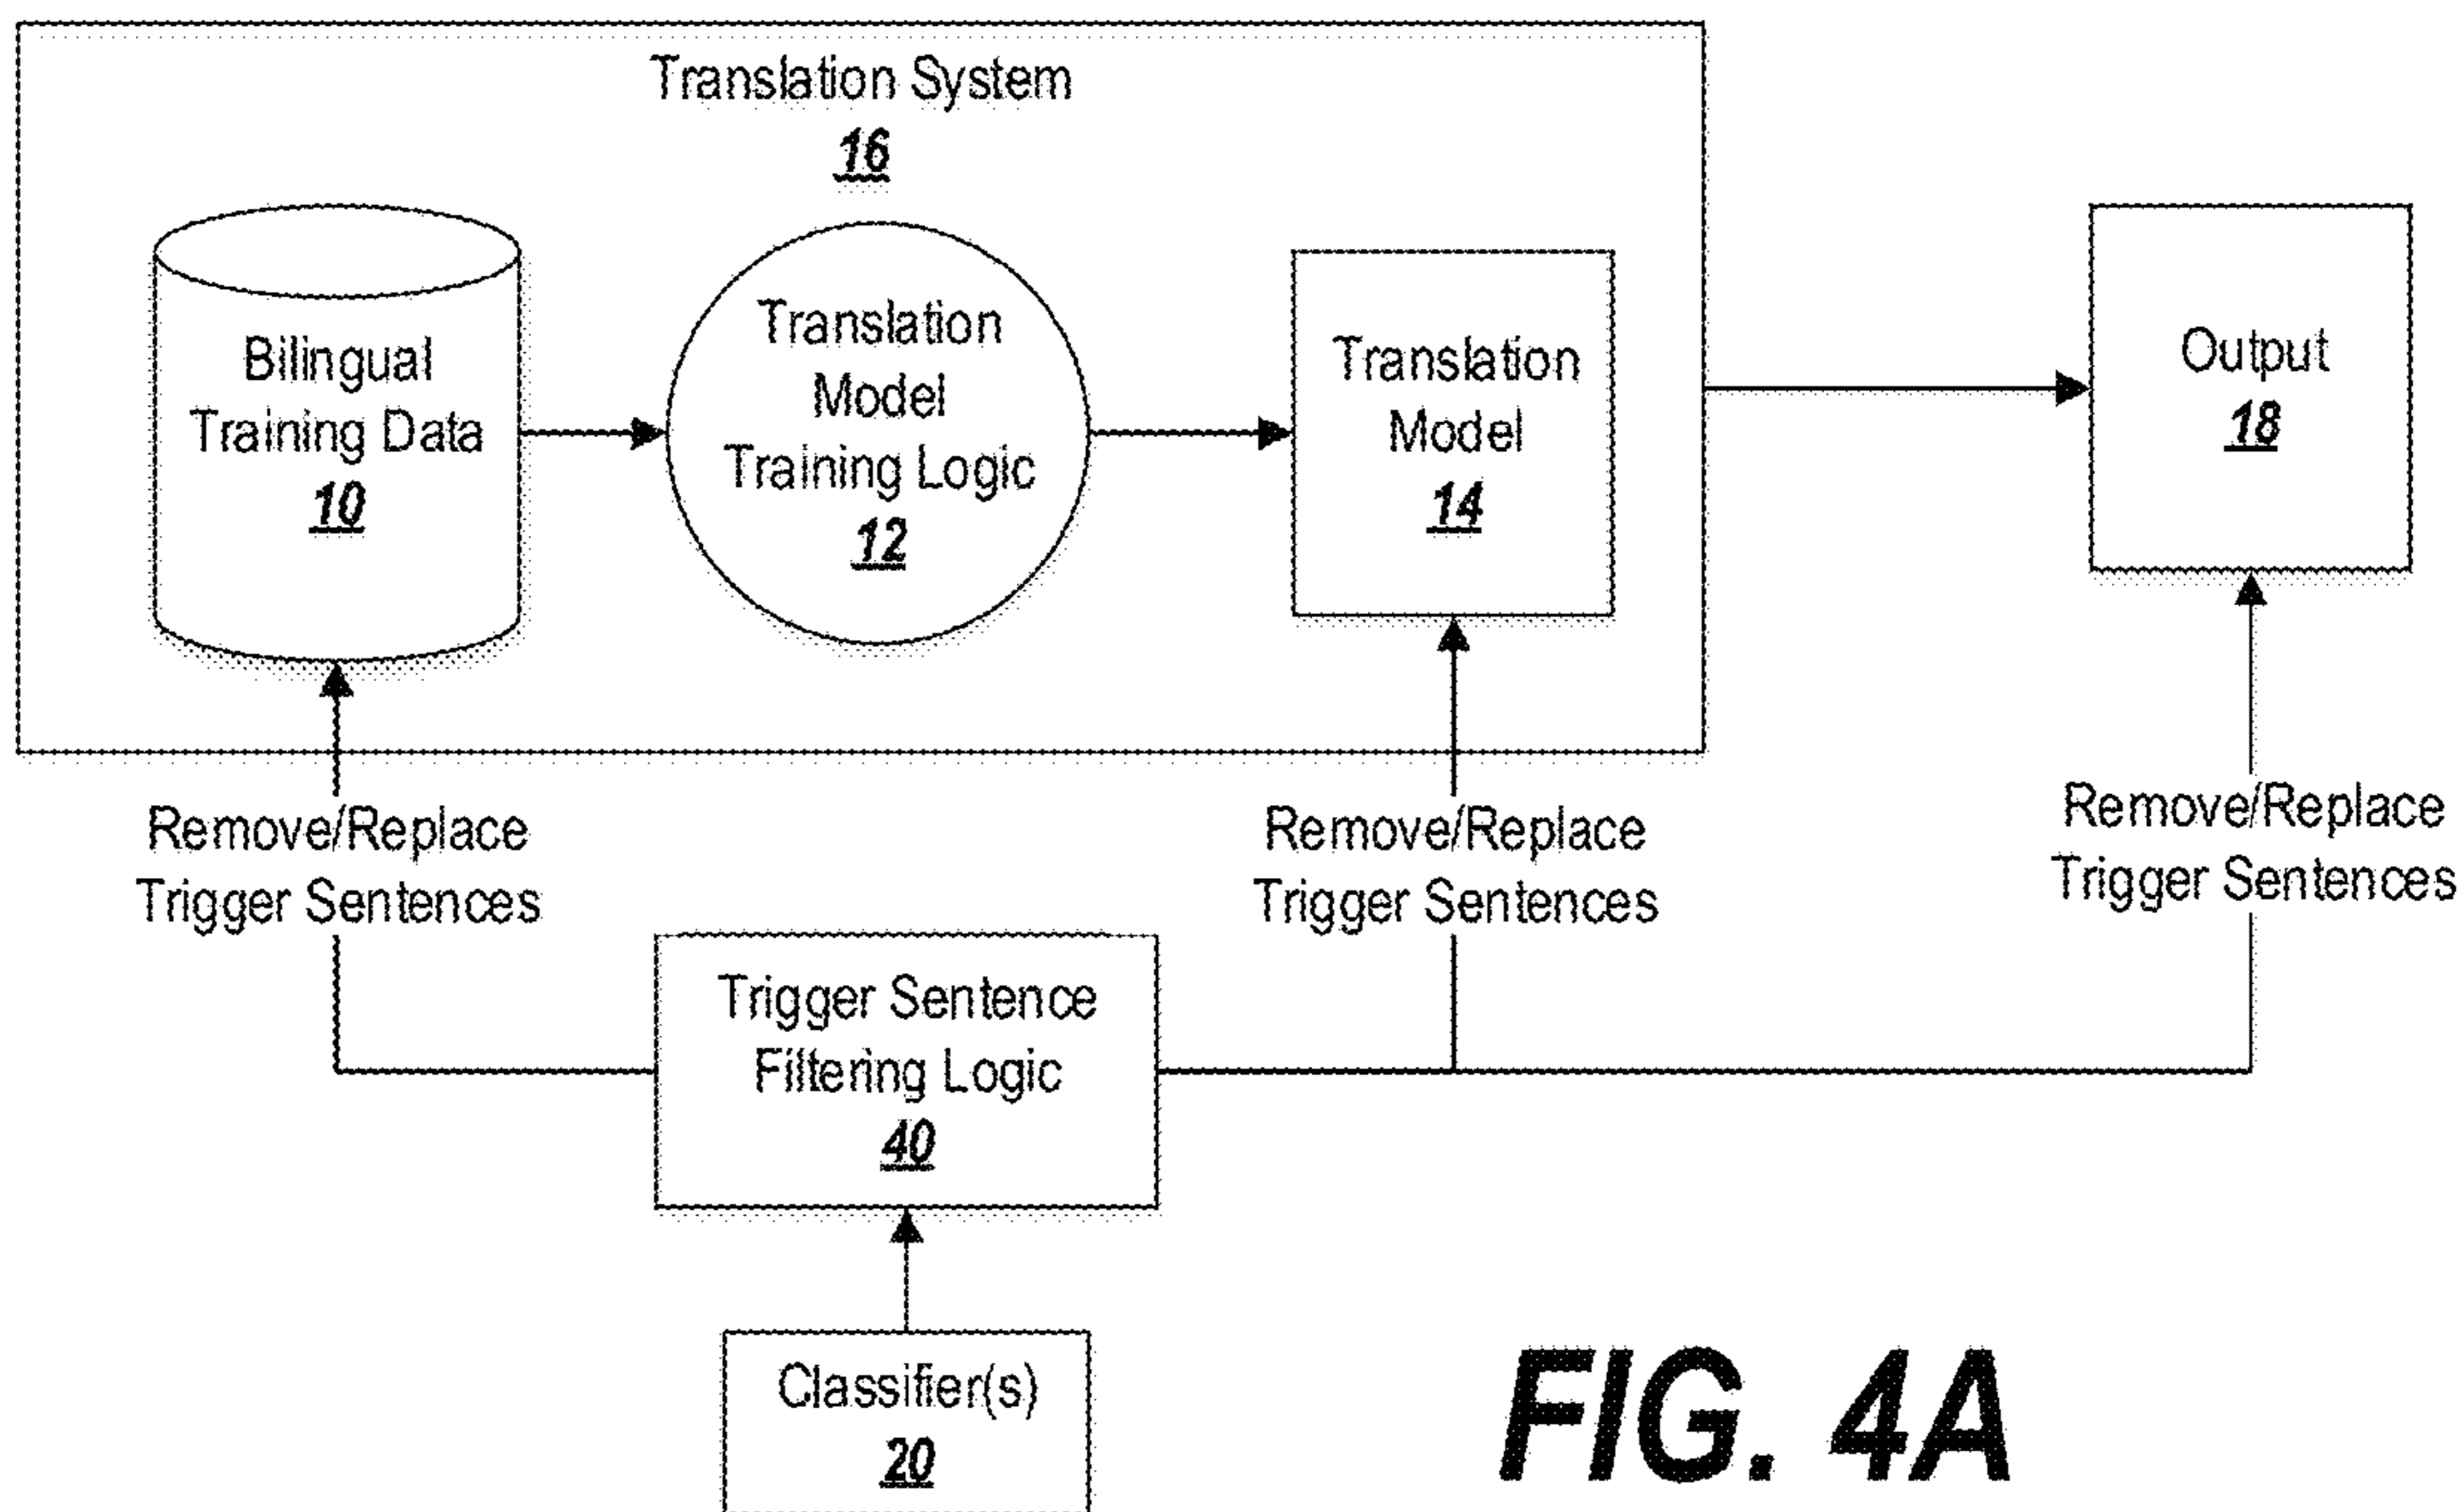 Translation System
16
Bilingual
Training Data
10
Translation
Model
Training Logic
12
Translation
Model
14
Output
18
Remove/Replace
Trigger Sentences
Remove/Replace
Trigger Sentences
Remove/Replace
Trigger Sentences
Trigger Sentence
Filtering Logic
40
Classifier(s)
20
FIG. 4A